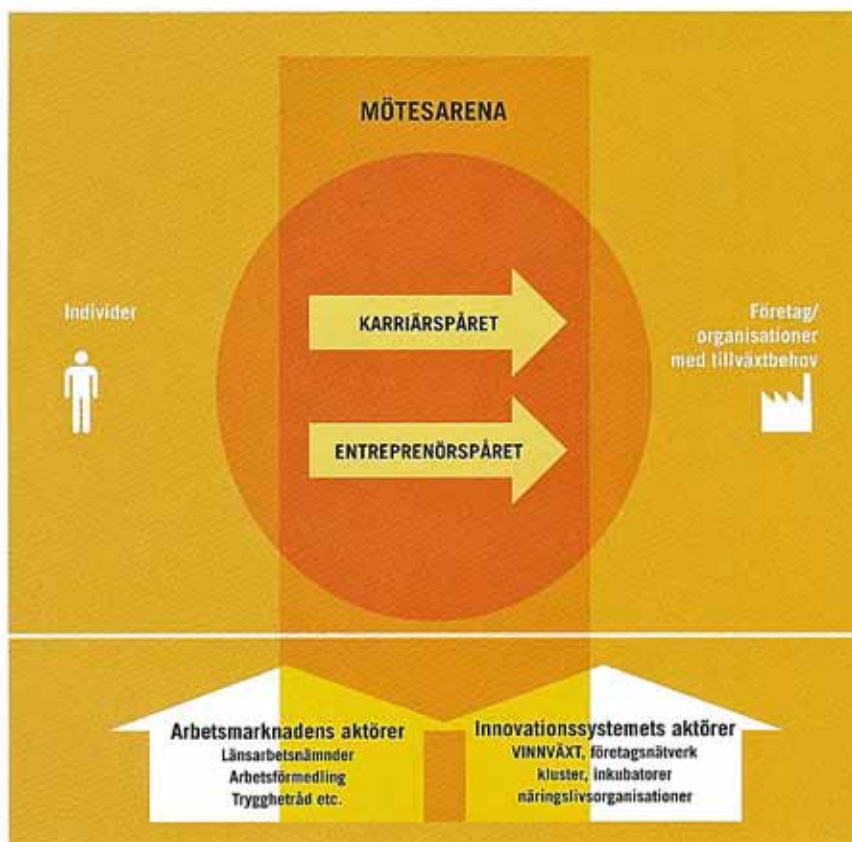 MÖTESARENA
Individer
KARRIÄRSPÅRET
Företag/
organisationer
med tillväxtbehov
ENTREPRENÖRSPÅRET
Arbetsmarknadens aktörer
Länsarbetsnämnder
Arbetsförmedling
Trygghetråd etc.
Innovationssystemets aktörer
VINNVÄXT, företagsnätverk
kluster, inkubatorer
näringslivsorganisationer